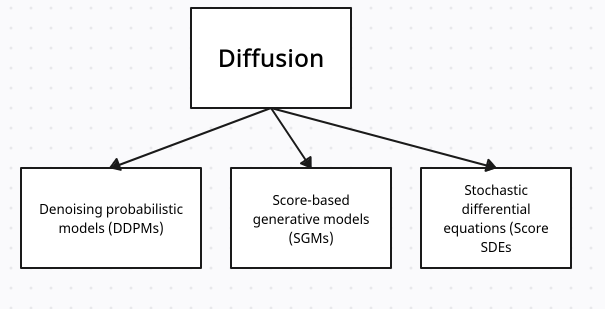 Diffusion
Denoising probabilistic
models (DDPMs)
Score-based
generative models
(SGMs)
Stochastic
differential
equations (Score
SDEs